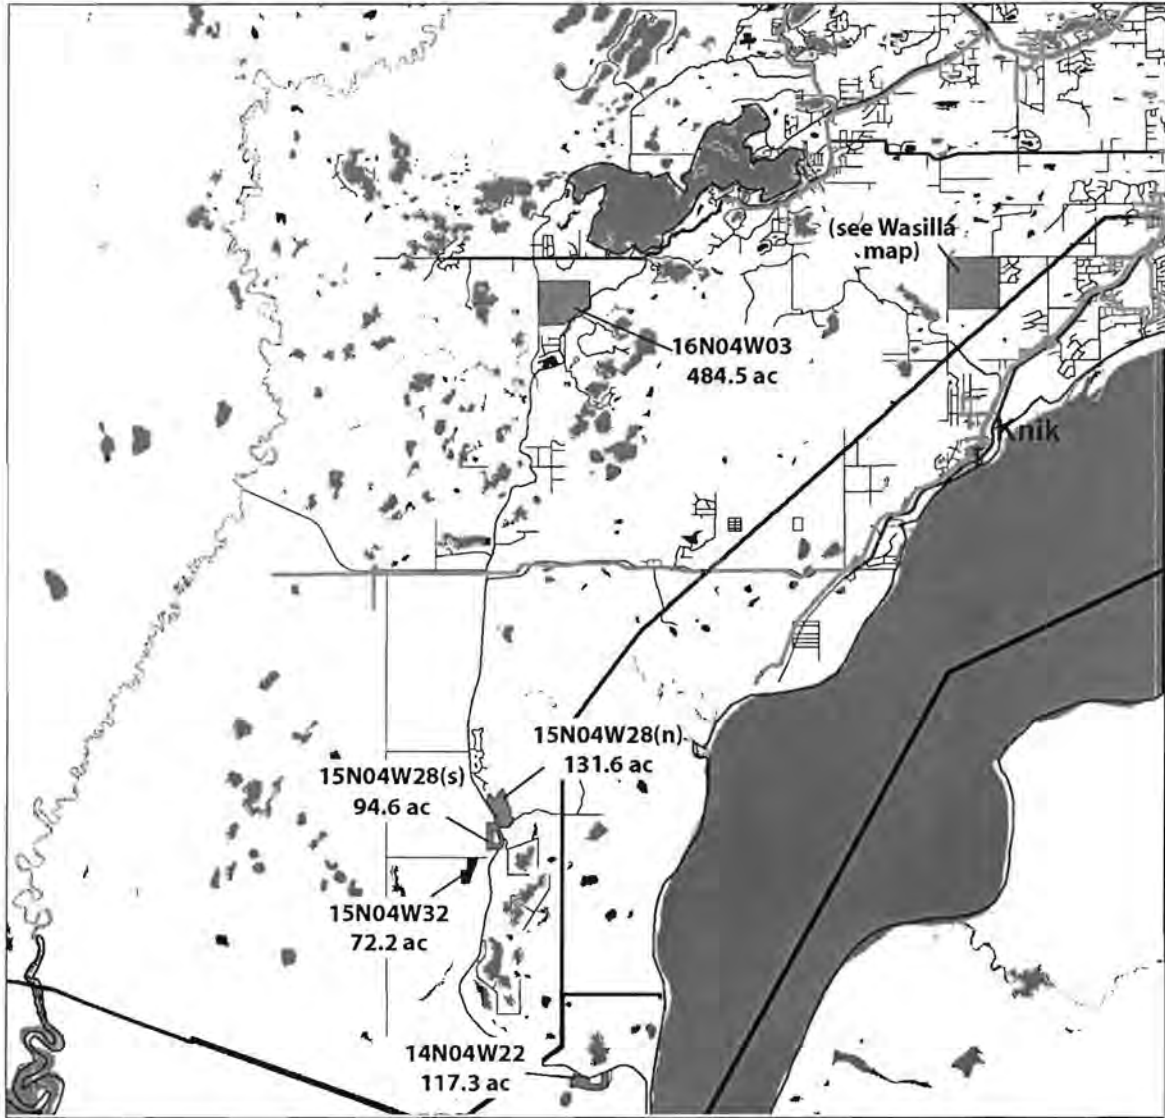 (see Wasilla
map)
16N04W03
484.5 ac
Knik
15N04W28(n)
131.6 ac
15N04W28(s)
94.6 ac
15N04W32
72.2 ac
14N04W22
117.3 ac